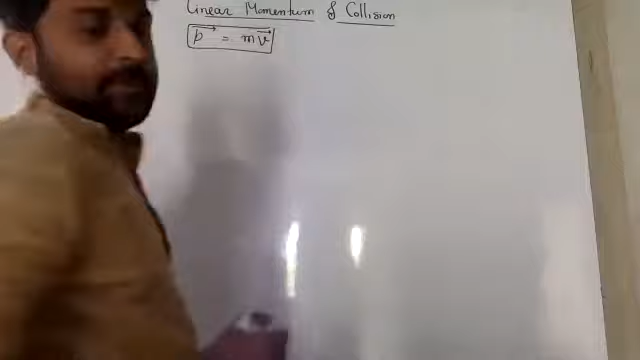 Linear Momentum & Collision
p⃗ = mv⃗